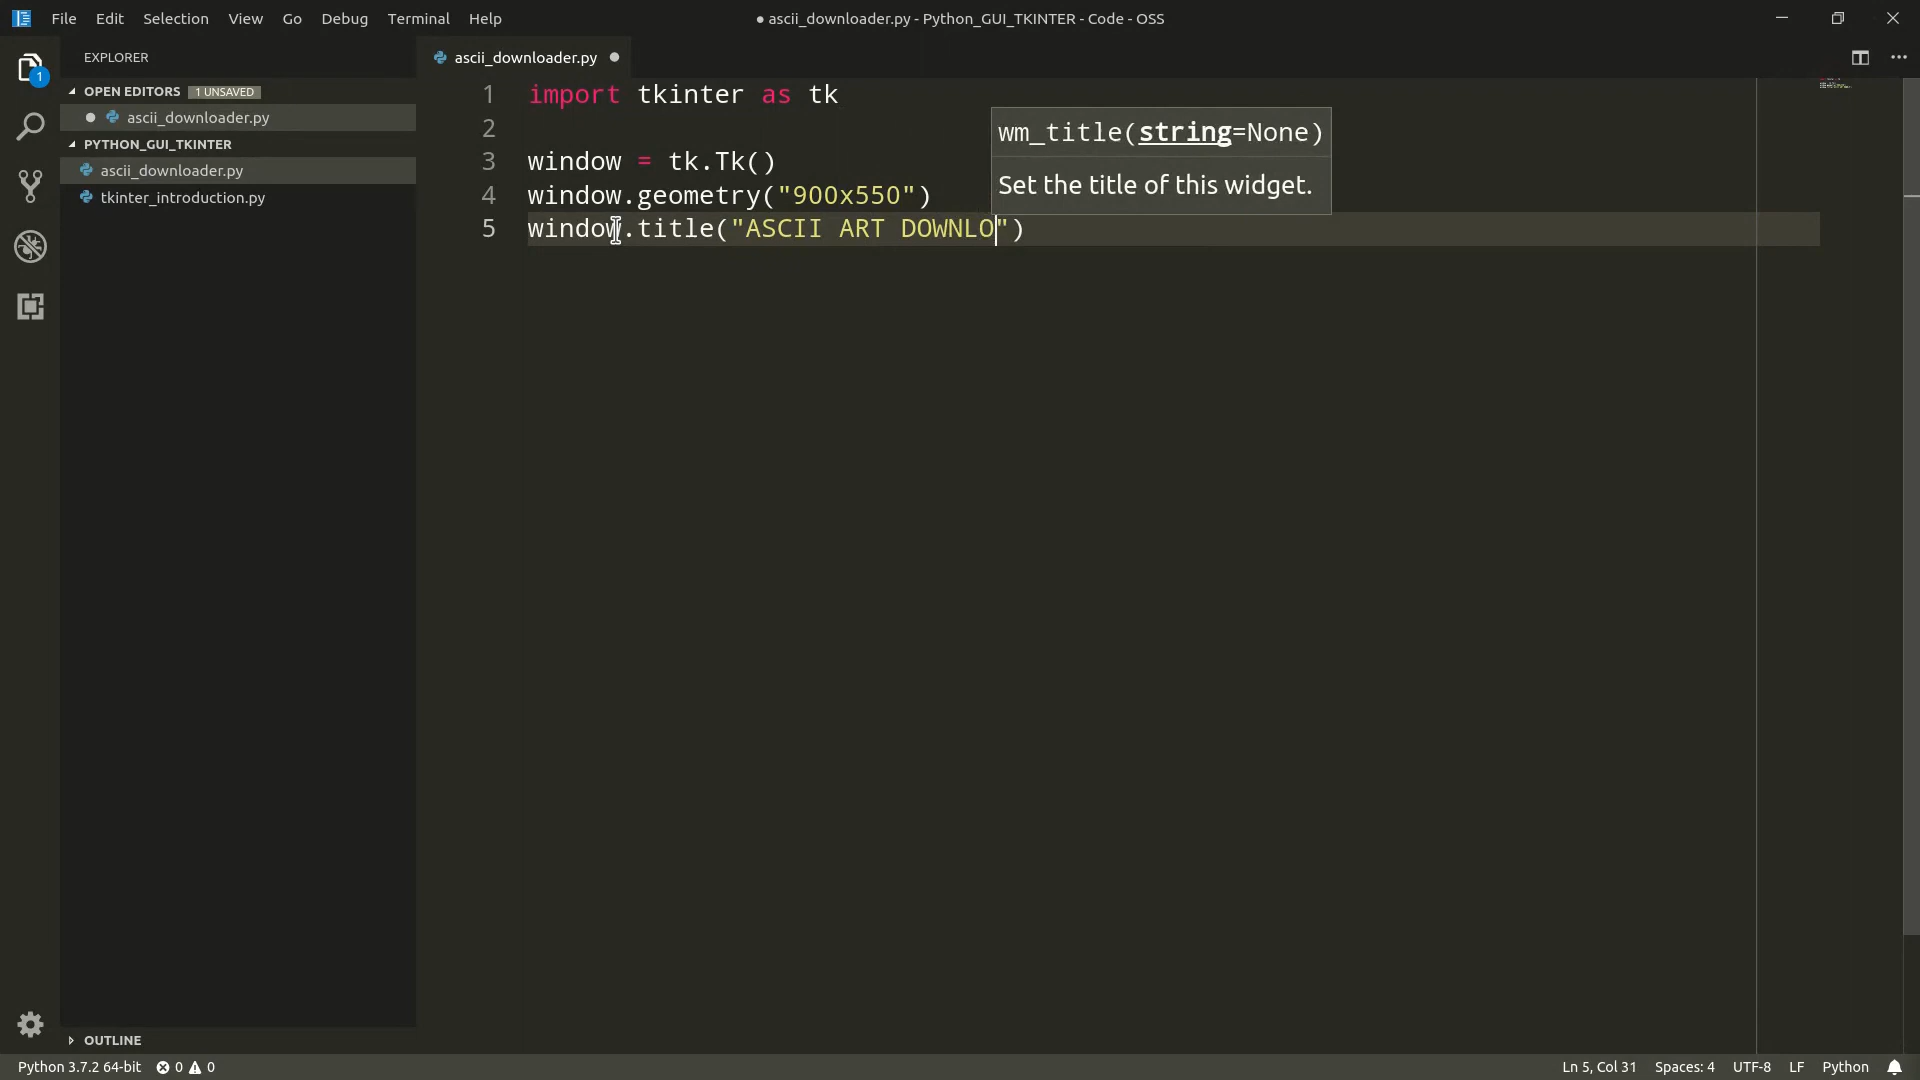 File Edit Selection View Go Debug Terminal Help
● ascii_downloader.py - Python_GUI_TKINTER - Code - OSS
1
EXPLORER
OPEN EDITORS 1 UNSAVED
ascii_downloader.py
PYTHON_GUI_TKINTER
ascii_downloader.py
tkinter_introduction.py
OUTLINE
ascii_downloader.py
1 import tkinter as tk
2
3 window = tk.Tk()
4 window.geometry("900x550")
5 window.title("ASCII ART DOWNLO")
wm_title(string=None)
Set the title of this widget.
Python 3.7.2 64-bit 0 0
Ln 5, Col 31 Spaces: 4 UTF-8 LF Python